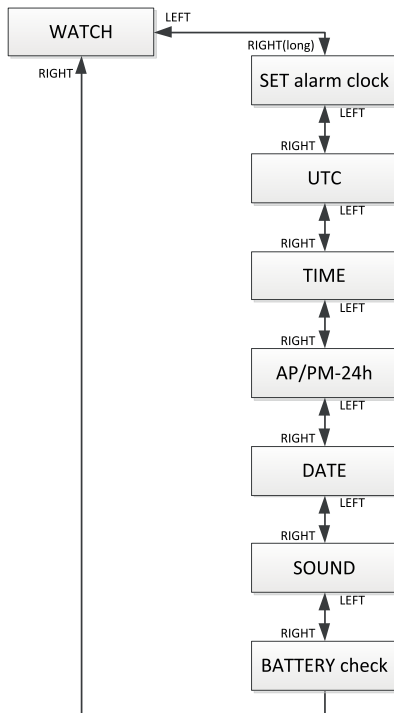 LEFT
WATCH
RIGHT(long)
RIGHT
SET alarm clock
LEFT
RIGHT
UTC
LEFT
RIGHT
TIME
LEFT
RIGHT
AP/PM-24h
LEFT
RIGHT
DATE
LEFT
RIGHT
SOUND
LEFT
RIGHT
BATTERY check